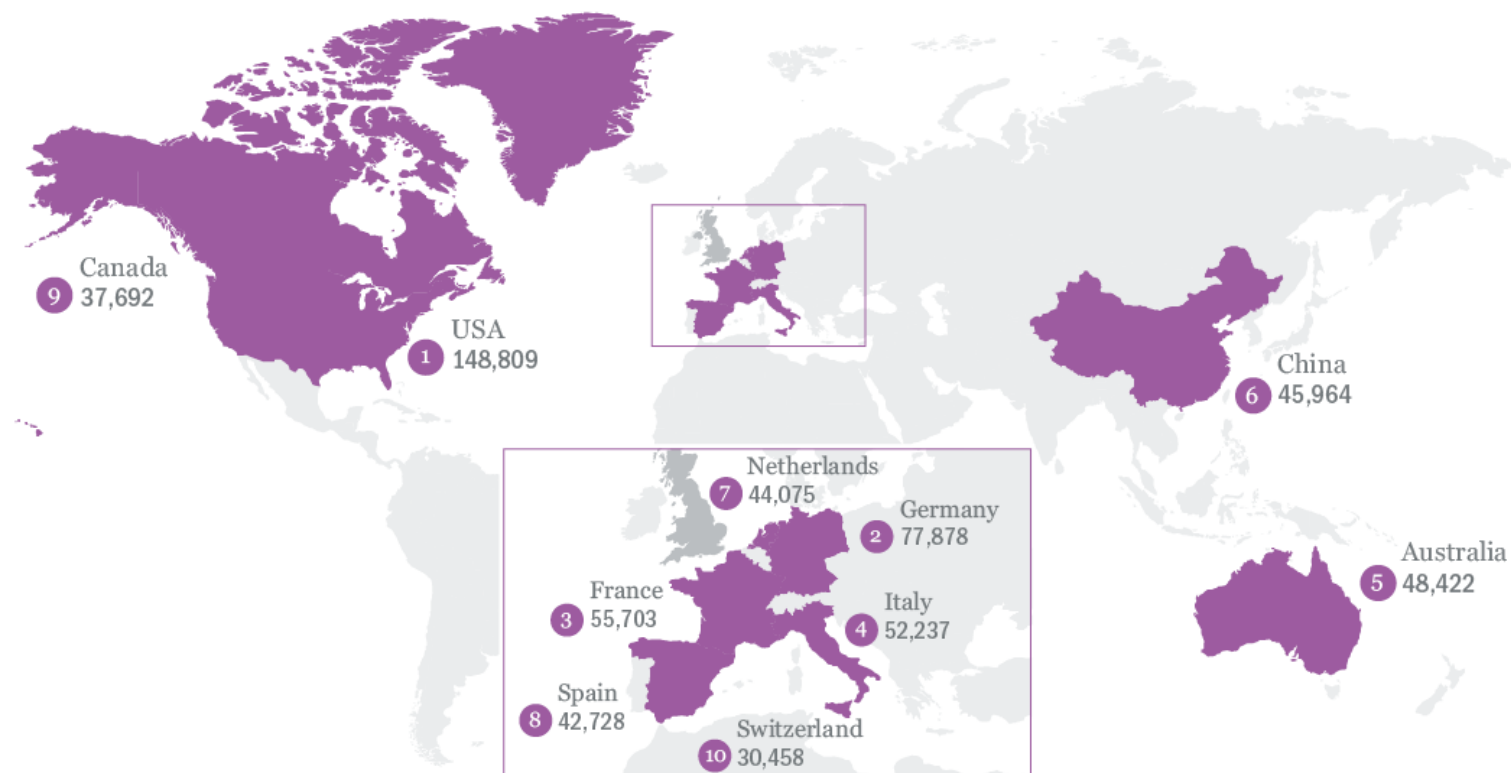 9
Canada
37,692
1
USA
148,809
6
China
45,964
7
Netherlands
44,075
2
Germany
77,878
5
Australia
48,422
3
France
55,703
4
Italy
52,237
8
Spain
42,728
10
Switzerland
30,458